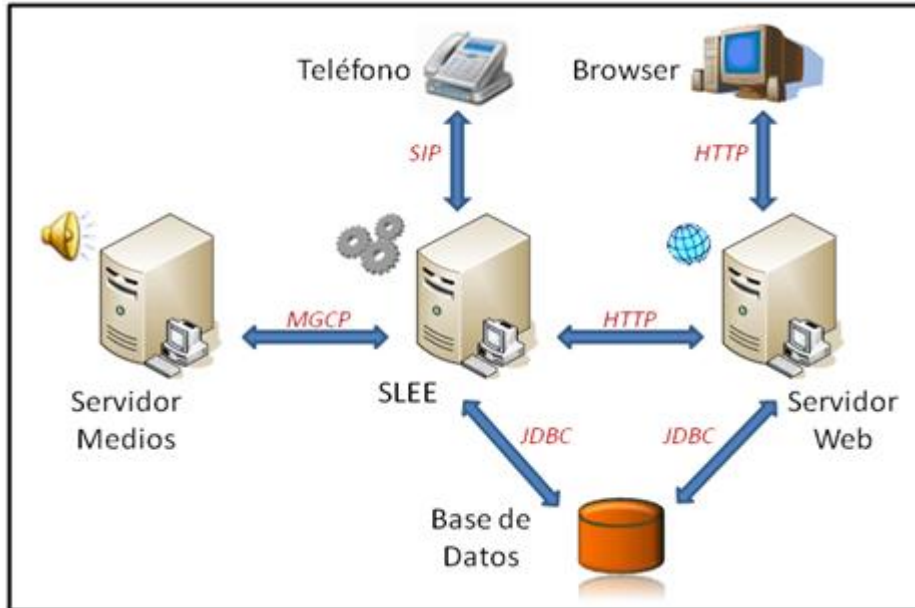 Teléfono
Browser
SIP
HTTP
MGCP
HTTP
SLEE
Servidor
Medios
Servidor
Web
JDBC
JDBC
Base de
Datos